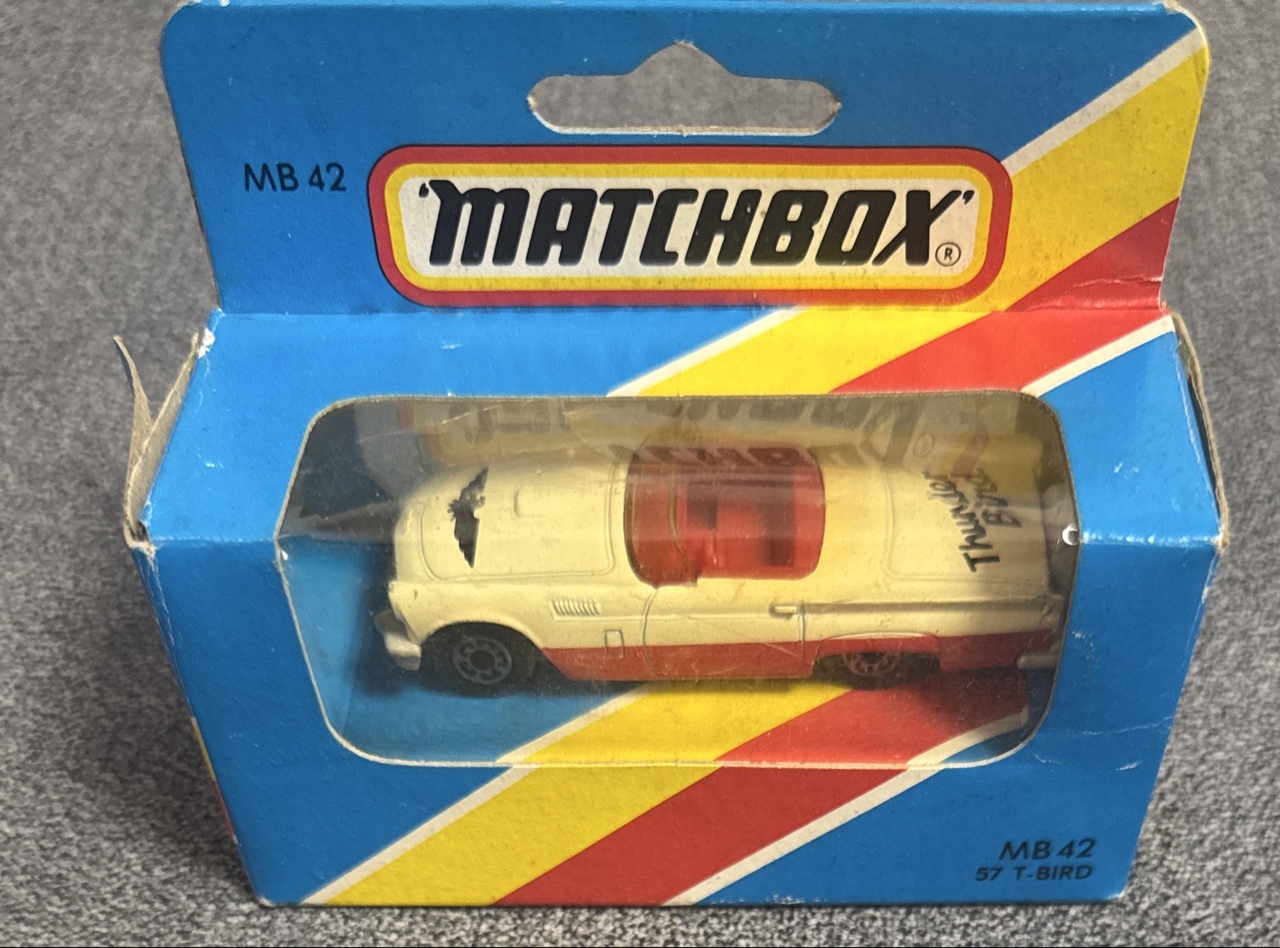 MB 42
'MATCHBOX'®
Thunder
Bird
MB 42
57 T-BIRD